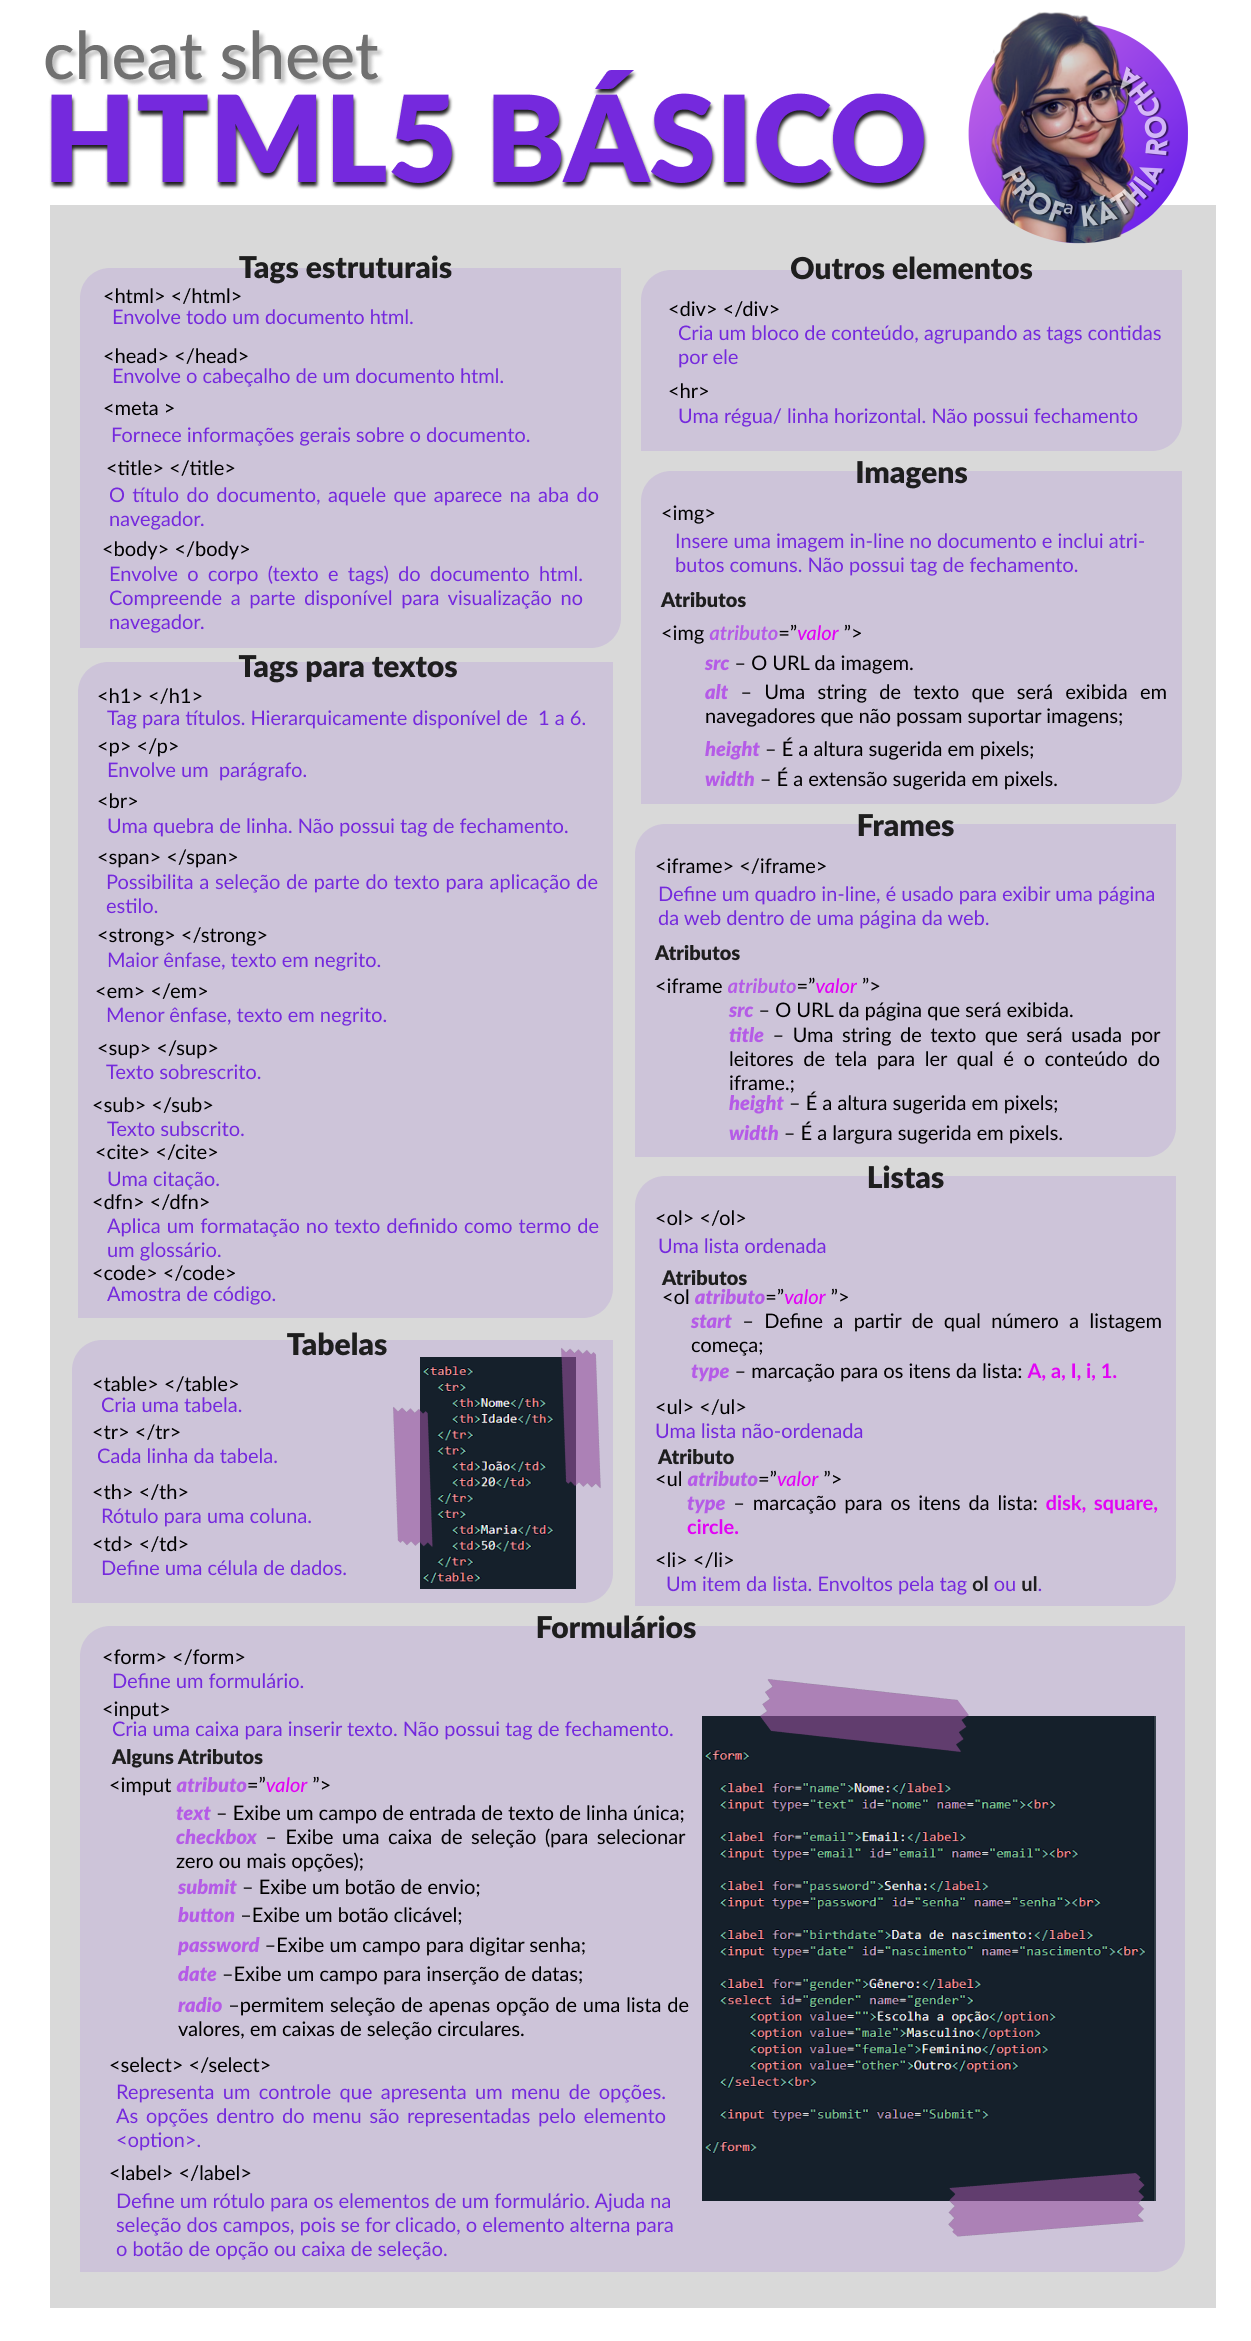 cheat sheet
HTML5 BÁSICO
PROFª KÁTHIA ROCHA
Tags estruturais
<html> </html>
Envolve todo um documento html.
<head> </head>
Envolve o cabeçalho de um documento html.
<meta >
Fornece informações gerais sobre o documento.
<title> </title>
O título do documento, aquele que aparece na aba do
navegador.
<body> </body>
Envolve o corpo (texto e tags) do documento html.
Compreende a parte disponível para visualização no
navegador.
Tags para textos
<h1> </h1>
Tag para títulos. Hierarquicamente disponível de 1 a 6.
<p> </p>
Envolve um parágrafo.
<br>
Uma quebra de linha. Não possui tag de fechamento.
<span> </span>
Possibilita a seleção de parte do texto para aplicação de
estilo.
<strong> </strong>
Maior ênfase, texto em negrito.
<em> </em>
Menor ênfase, texto em negrito.
<sup> </sup>
Texto sobrescrito.
<sub> </sub>
Texto subscrito.
<cite> </cite>
Uma citação.
<dfn> </dfn>
Aplica um formatação no texto definido como termo de
um glossário.
<code> </code>
Amostra de código.
Tabelas
<table> </table>
Cria uma tabela.
<tr> </tr>
Cada linha da tabela.
<th> </th>
Rótulo para uma coluna.
<td> </td>
Define uma célula de dados.
<table>
<tr>
<th>Nome</th>
<th>Idade</th>
</tr>
<tr>
<td>João</td>
<td>20</td>
</tr>
<tr>
<td>Maria</td>
<td>50</td>
</tr>
</table>
Outros elementos
<div> </div>
Cria um bloco de conteúdo, agrupando as tags contidas
por ele
<hr>
Uma régua/ linha horizontal. Não possui fechamento
Imagens
<img>
Insere uma imagem in-line no documento e inclui atri-
butos comuns. Não possui tag de fechamento.
Atributos
<img atributo=”valor ”>
src – O URL da imagem.
alt – Uma string de texto que será exibida em
navegadores que não possam suportar imagens;
height – É a altura sugerida em pixels;
width – É a extensão sugerida em pixels.
Frames
<iframe> </iframe>
Define um quadro in-line, é usado para exibir uma página
da web dentro de uma página da web.
Atributos
<iframe atributo=”valor ”>
src – O URL da página que será exibida.
title – Uma string de texto que será usada por
leitores de tela para ler qual é o conteúdo do
iframe.;
height – É a altura sugerida em pixels;
width – É a largura sugerida em pixels.
Listas
<ol> </ol>
Uma lista ordenada
Atributos
<ol atributo=”valor ”>
start – Define a partir de qual número a listagem
começa;
type – marcação para os itens da lista: A, a, I, i, 1.
<ul> </ul>
Uma lista não-ordenada
Atributo
<ul atributo=”valor ”>
type – marcação para os itens da lista: disk, square,
circle.
<li> </li>
Um item da lista. Envoltos pela tag ol ou ul.
Formulários
<form> </form>
Define um formulário.
<input>
Cria uma caixa para inserir texto. Não possui tag de fechamento.
Alguns Atributos
<imput atributo=”valor ”>
text – Exibe um campo de entrada de texto de linha única;
checkbox – Exibe uma caixa de seleção (para selecionar
zero ou mais opções);
submit – Exibe um botão de envio;
button –Exibe um botão clicável;
password –Exibe um campo para digitar senha;
date –Exibe um campo para inserção de datas;
radio –permitem seleção de apenas opção de uma lista de
valores, em caixas de seleção circulares.
<select> </select>
Representa um controle que apresenta um menu de opções.
As opções dentro do menu são representadas pelo elemento
<option>.
<label> </label>
Define um rótulo para os elementos de um formulário. Ajuda na
seleção dos campos, pois se for clicado, o elemento alterna para
o botão de opção ou caixa de seleção.
<form>
<label for="name">Nome:</label>
<input type="text" id="nome" name="name"><br>
<label for="email">Email:</label>
<input type="email" id="email" name="email"><br>
<label for="password">Senha:</label>
<input type="password" id="senha" name="senha"><br>
<label for="birthdate">Data de nascimento:</label>
<input type="date" id="nascimento" name="nascimento"><br>
<label for="gender">Gênero:</label>
<select id="gender" name="gender">
<option value="">Escolha a opção</option>
<option value="male">Masculino</option>
<option value="female">Feminino</option>
<option value="other">Outro</option>
</select><br>
<input type="submit" value="Submit">
</form>